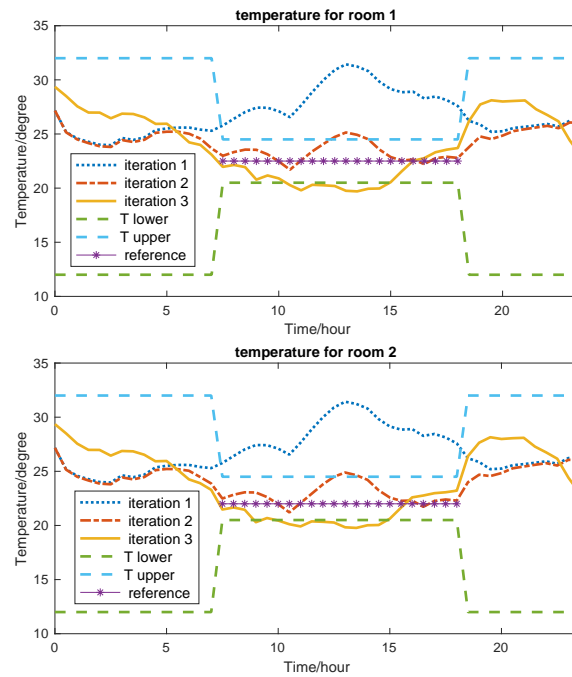 temperature for room 1
35
30
25
20
15
10
Temperature/degree
iteration 1
iteration 2
iteration 3
T lower
T upper
reference
0
5
10
15
20
Time/hour
temperature for room 2
35
30
25
20
15
10
Temperature/degree
iteration 1
iteration 2
iteration 3
T lower
T upper
reference
0
5
10
15
20
Time/hour